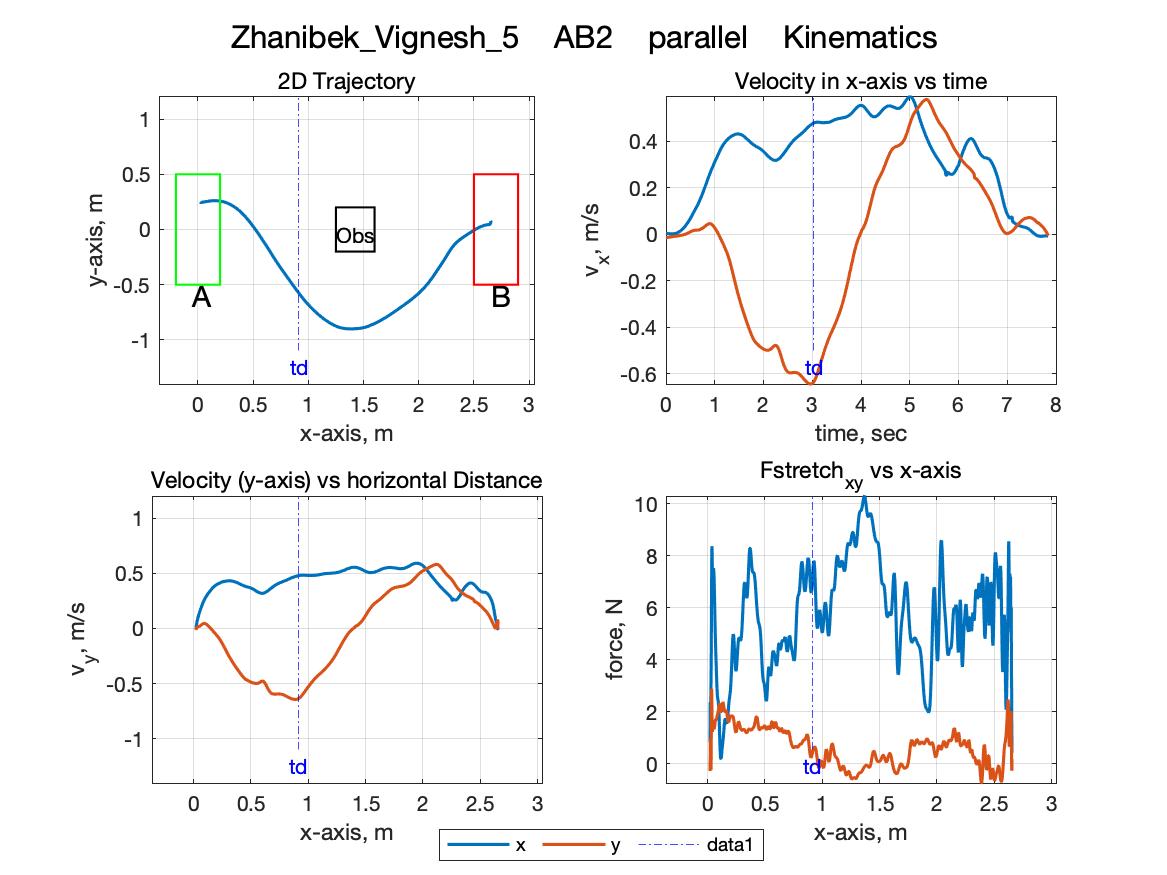 Zhanibek_Vignesh_5 AB2 parallel Kinematics
2D Trajectory
1
0.5
0
-0.5
-1
y-axis, m
A
Obs
B
td
0 0.5 1 1.5 2 2.5 3
x-axis, m
Velocity in x-axis vs time
0.4
0.2
0
-0.2
-0.4
-0.6
v_x, m/s
td
0 1 2 3 4 5 6 7 8
time, sec
Velocity (y-axis) vs horizontal Distance
1
0.5
0
-0.5
-1
v_y, m/s
td
0 0.5 1 1.5 2 2.5 3
x-axis, m
Fstretch_xy vs x-axis
10
8
6
4
2
0
force, N
td
0 0.5 1 1.5 2 2.5 3
x-axis, m
x y data1